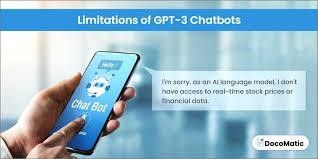 Limitations of GPT-3 Chatbots
Hello !
Chat Bot
I'm sorry. as an AI language model, I don't
have access to real-time stock prices or
financial data.
DocoMatic